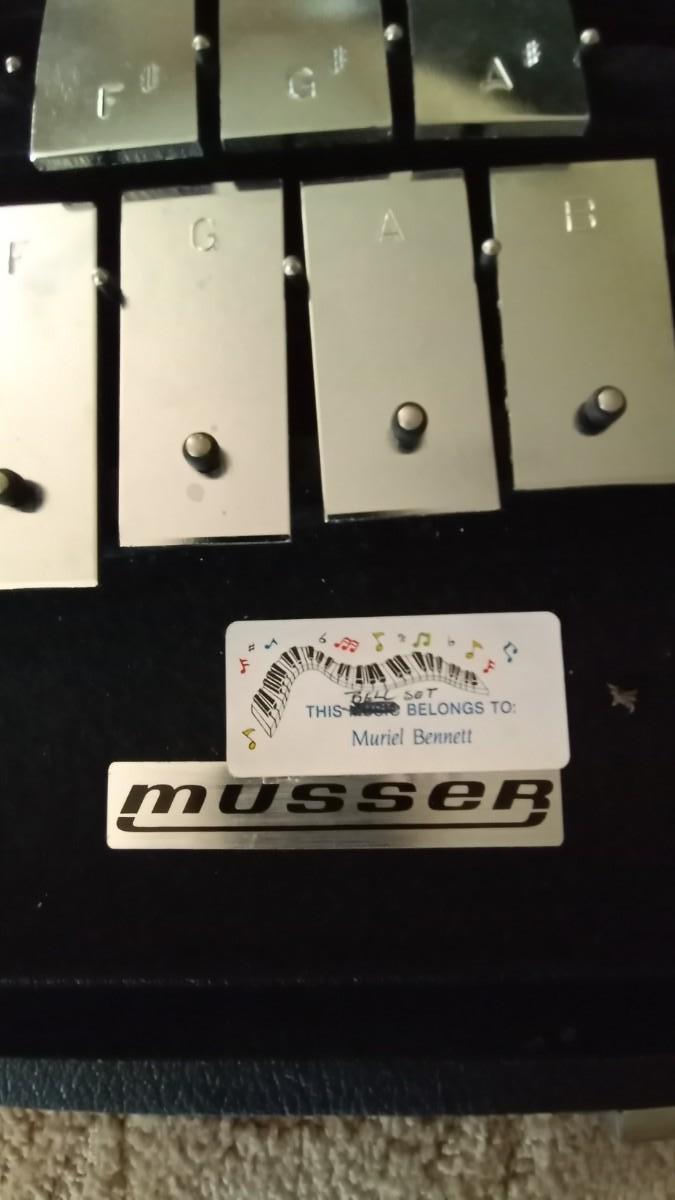 F# G# A#
F G A B
BELL SET
THIS MUSIC BELONGS TO:
Muriel Bennett
musser